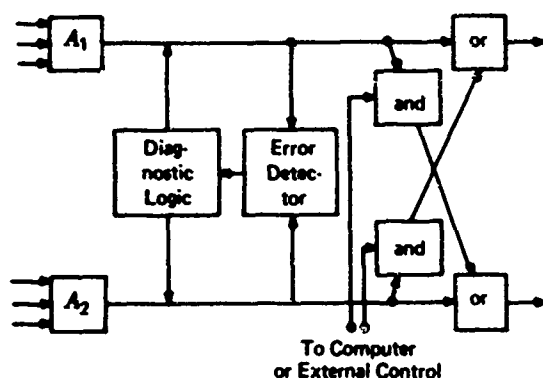 A1
or
and
Diag-
nostic
Logic
Error
Detec-
tor
and
A2
or
To Computer
or External Control